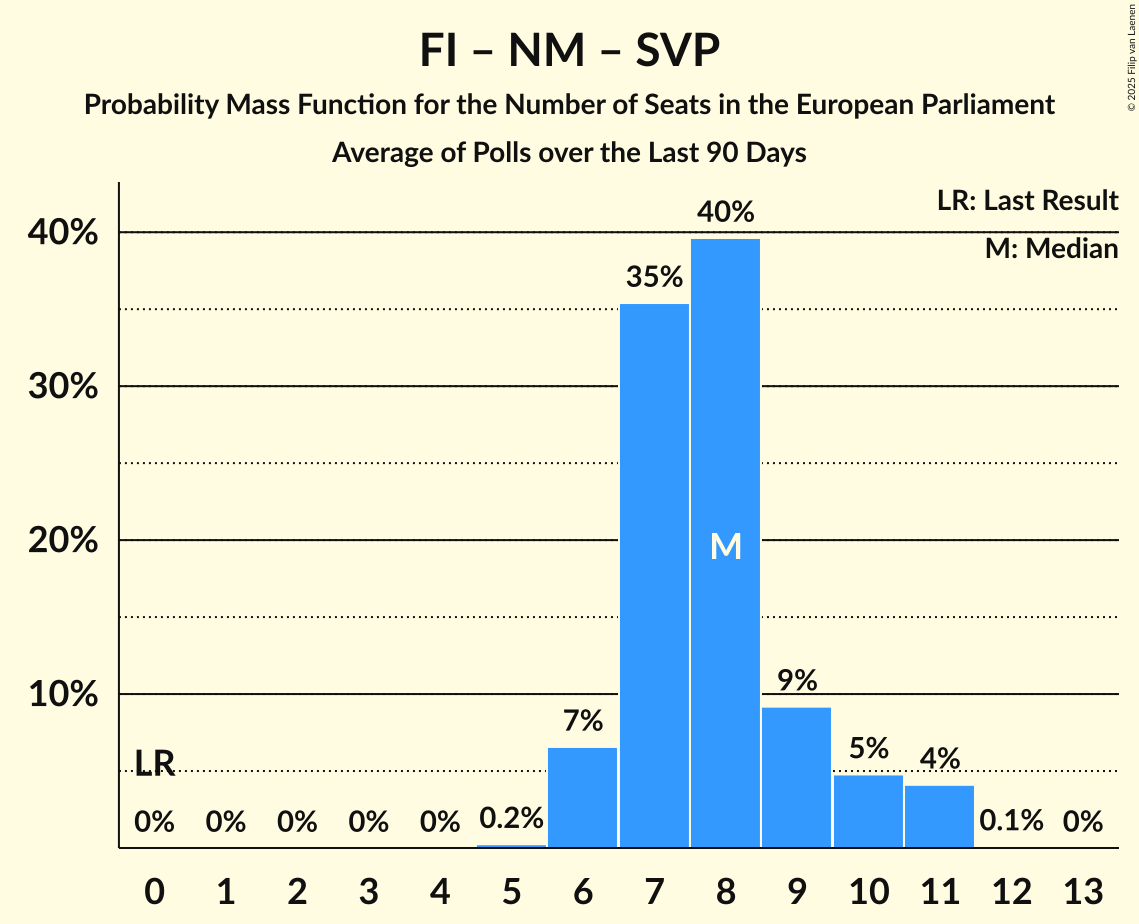 FI – NM – SVP
Probability Mass Function for the Number of Seats in the European Parliament
Average of Polls over the Last 90 Days
© 2025 Filip van Laenen
LR: Last Result
M: Median
40%
30%
20%
10%
0% 0% 0% 0% 0% 0.2% 7% 35% 40% 9% 5% 4% 0.1% 0%
LR
M
0 1 2 3 4 5 6 7 8 9 10 11 12 13